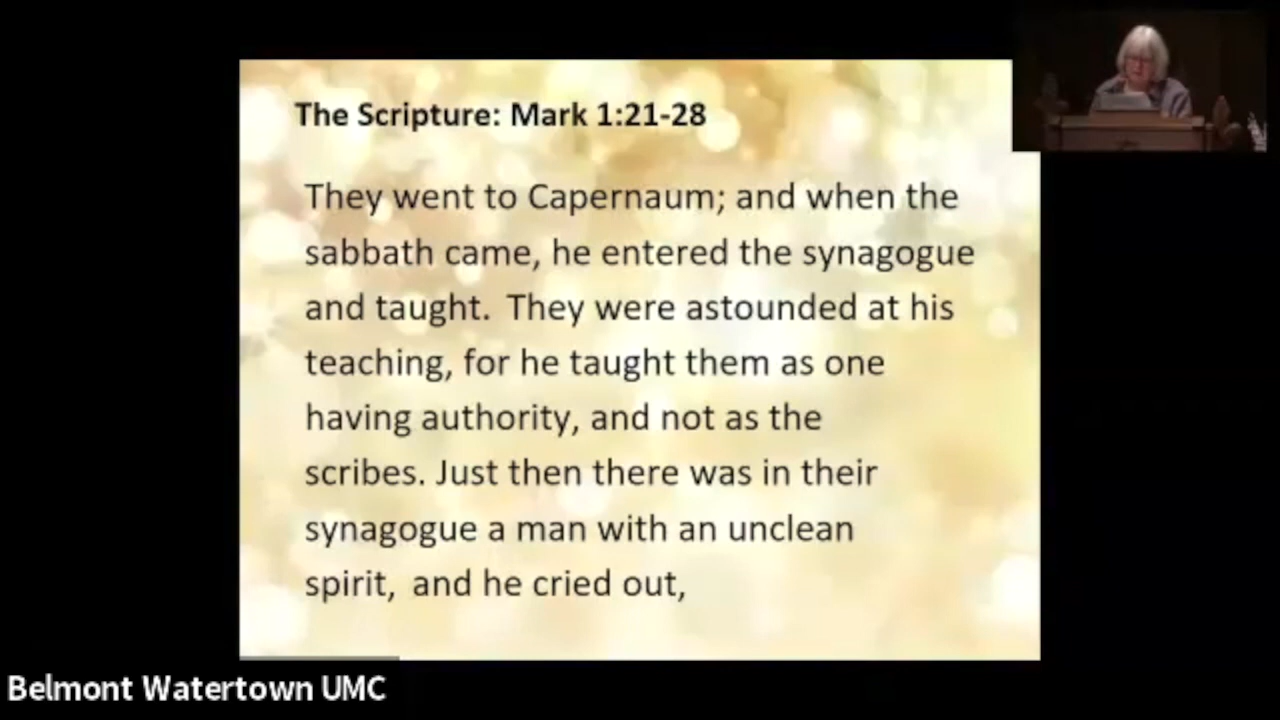 The Scripture: Mark 1:21-28
They went to Capernaum; and when the
sabbath came, he entered the synagogue
and taught.  They were astounded at his
teaching, for he taught them as one
having authority, and not as the
scribes. Just then there was in their
synagogue a man with an unclean
spirit,  and he cried out,
Belmont Watertown UMC